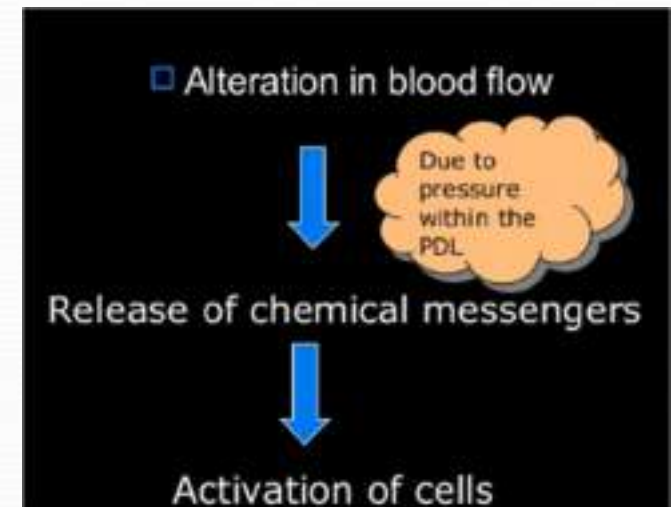 Alteration in blood flow
Due to
pressure
within the
PDL
Release of chemical messengers
Activation of cells